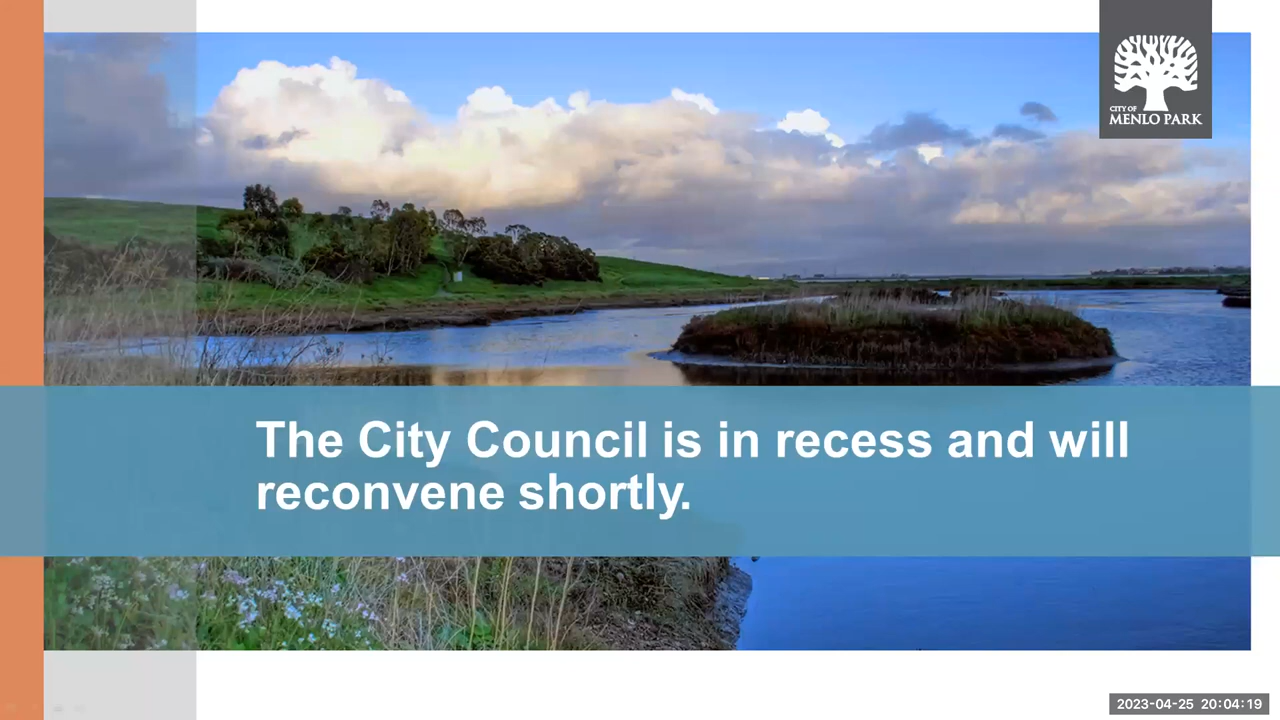 CITY OF
MENLO PARK
The City Council is in recess and will
reconvene shortly.
2023-04-25 20:04:19